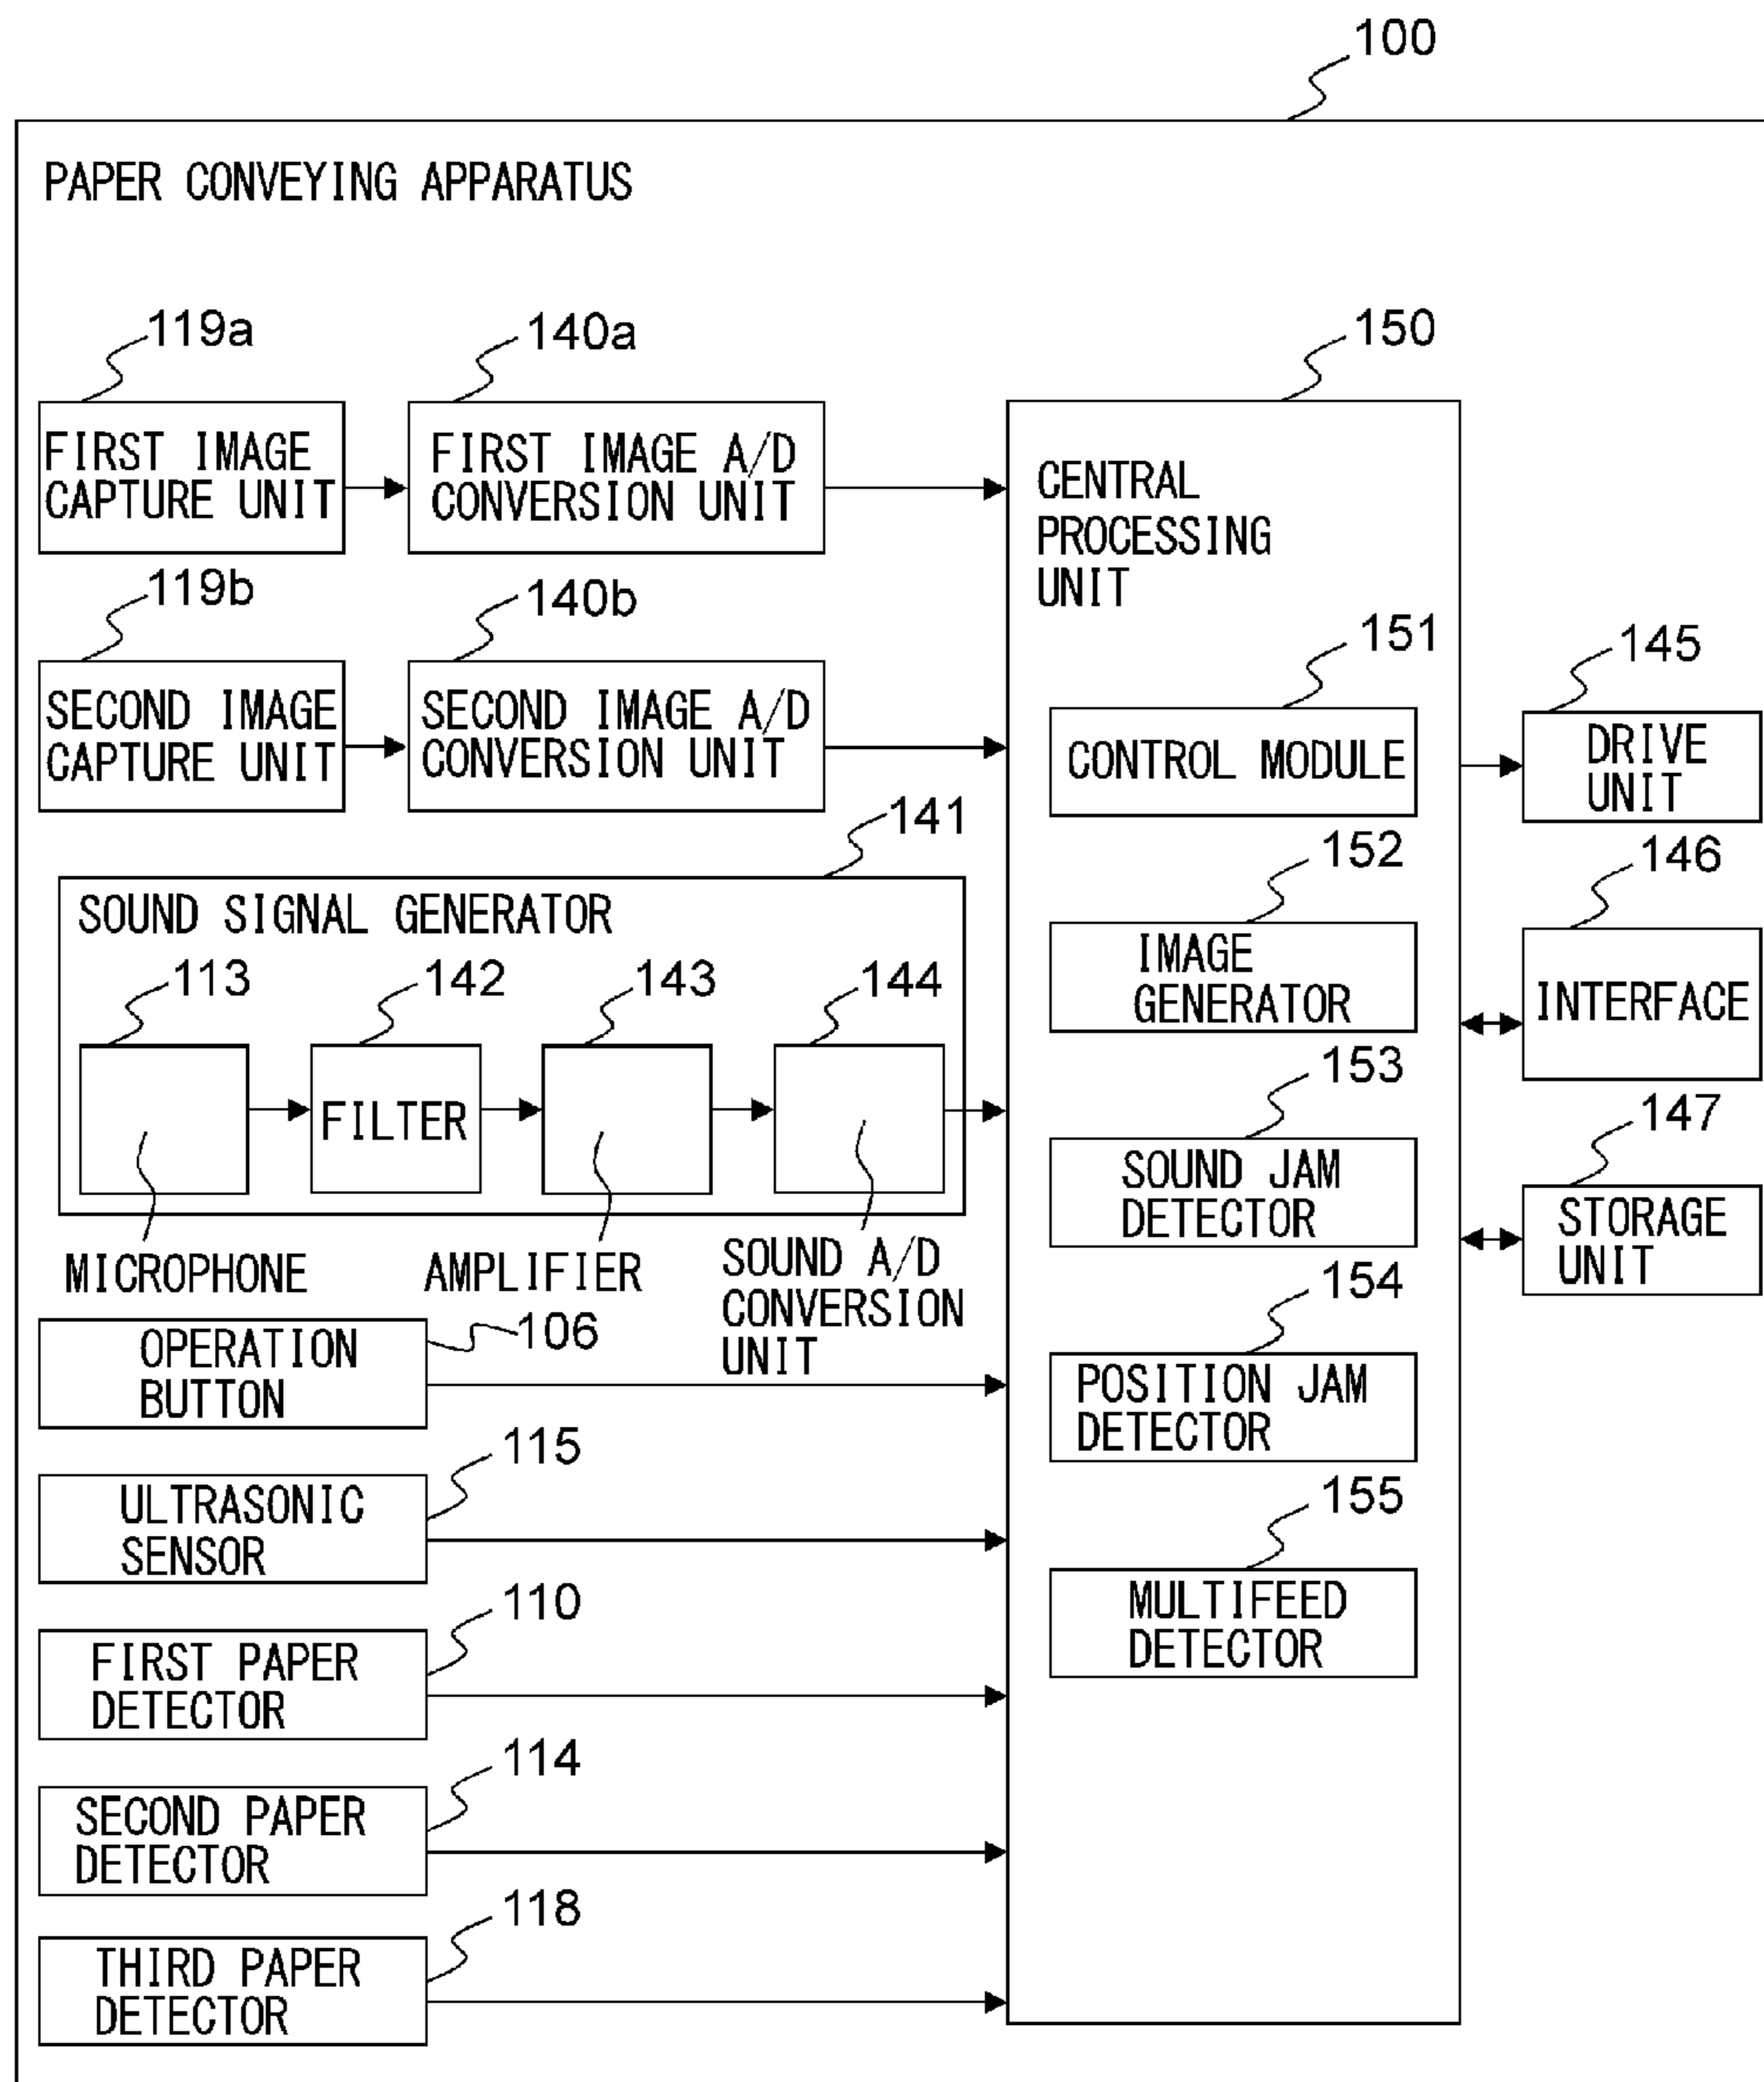 100
PAPER CONVEYING APPARATUS
119a
140a
150
FIRST IMAGE
CAPTURE UNIT
FIRST IMAGE A/D
CONVERSION UNIT
CENTRAL
PROCESSING
UNIT
119b
140b
151
145
SECOND IMAGE
CAPTURE UNIT
SECOND IMAGE A/D
CONVERSION UNIT
CONTROL MODULE
DRIVE
UNIT
141
152
146
SOUND SIGNAL GENERATOR
IMAGE
GENERATOR
INTERFACE
113
142
143
144
153
147
FILTER
SOUND JAM
DETECTOR
STORAGE
UNIT
MICROPHONE
AMPLIFIER
SOUND A/D
CONVERSION
UNIT
154
106
OPERATION
BUTTON
POSITION JAM
DETECTOR
115
155
ULTRASONIC
SENSOR
MULTIFEED
DETECTOR
110
FIRST PAPER
DETECTOR
114
SECOND PAPER
DETECTOR
118
THIRD PAPER
DETECTOR